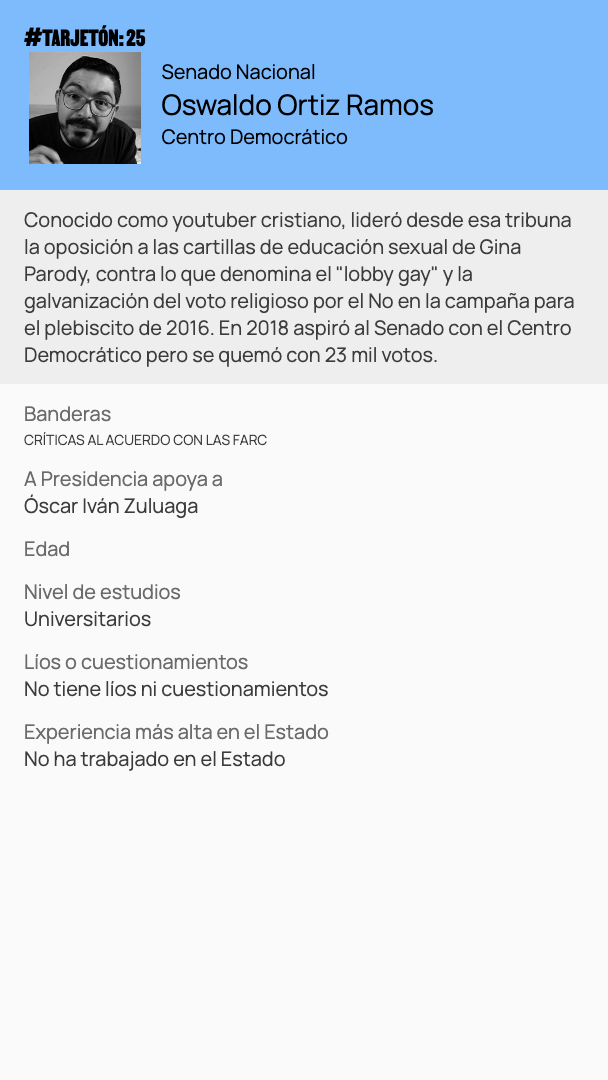 #TARJETÓN: 25
Senado Nacional
Oswaldo Ortiz Ramos
Centro Democrático
Conocido como youtuber cristiano, lideró desde esa tribuna
la oposición a las cartillas de educación sexual de Gina
Parody, contra lo que denomina el "lobby gay" y la
galvanización del voto religioso por el No en la campaña para
el plebiscito de 2016. En 2018 aspiró al Senado con el Centro
Democrático pero se quemó con 23 mil votos.
Banderas
CRÍTICAS AL ACUERDO CON LAS FARC
A Presidencia apoya a
Óscar Iván Zuluaga
Edad
Nivel de estudios
Universitarios
Líos o cuestionamientos
No tiene líos ni cuestionamientos
Experiencia más alta en el Estado
No ha trabajado en el Estado